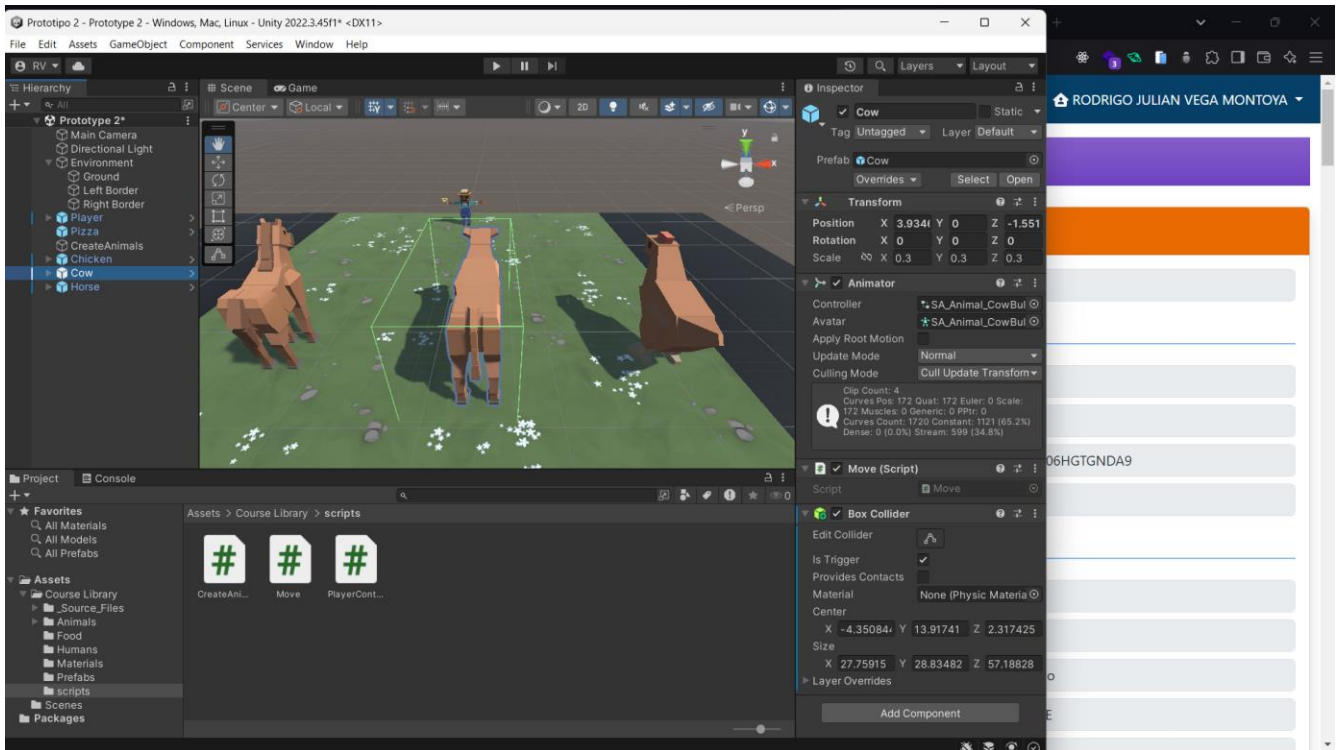 Prototipo 2 - Prototype 2 - Windows, Mac, Linux - Unity 2022.3.45f1* <DX11>
File Edit Assets GameObject Component Services Window Help
RV
Layers Layout
Hierarchy
All
Prototype 2*
Main Camera
Directional Light
Environment
Ground
Left Border
Right Border
Player
Pizza
CreateAnimals
Chicken
Cow
Horse
Scene Game
Center Local 2D
y
x
Persp
Inspector
Cow Static
Tag Untagged Layer Default
Prefab Cow
Overrides Select Open
Transform
Position X 3.934 Y 0 Z -1.551
Rotation X 0 Y 0 Z 0
Scale X 0.3 Y 0.3 Z 0.3
Animator
Controller SA_Animal_CowBul
Avatar SA_Animal_CowBul
Apply Root Motion
Update Mode Normal
Culling Mode Cull Update Transform
Clip Count: 4
Curves Pos: 172 Quat: 172 Euler: 0 Scale:
172 Muscles: 0 Generic: 0 PPtr: 0
Curves Count: 1720 Constant: 1121 (65.2%)
Dense: 0 (0.0%) Stream: 599 (34.8%)
Move (Script)
Script Move
Box Collider
Edit Collider
Is Trigger
Provides Contacts
Material None (Physic Materia
Center
X -4.35084 Y 13.91741 Z 2.317425
Size
X 27.75915 Y 28.83482 Z 57.18828
Layer Overrides
Add Component
Project Console
0
Favorites
All Materials
All Models
All Prefabs
Assets
Course Library
_Source_Files
Animals
Food
Humans
Materials
Prefabs
scripts
Scenes
Packages
Assets > Course Library > scripts
# # #
CreateAni... Move PlayerCont...
3
RODRIGO JULIAN VEGA MONTOYA
06HGTGNDA9
o
E